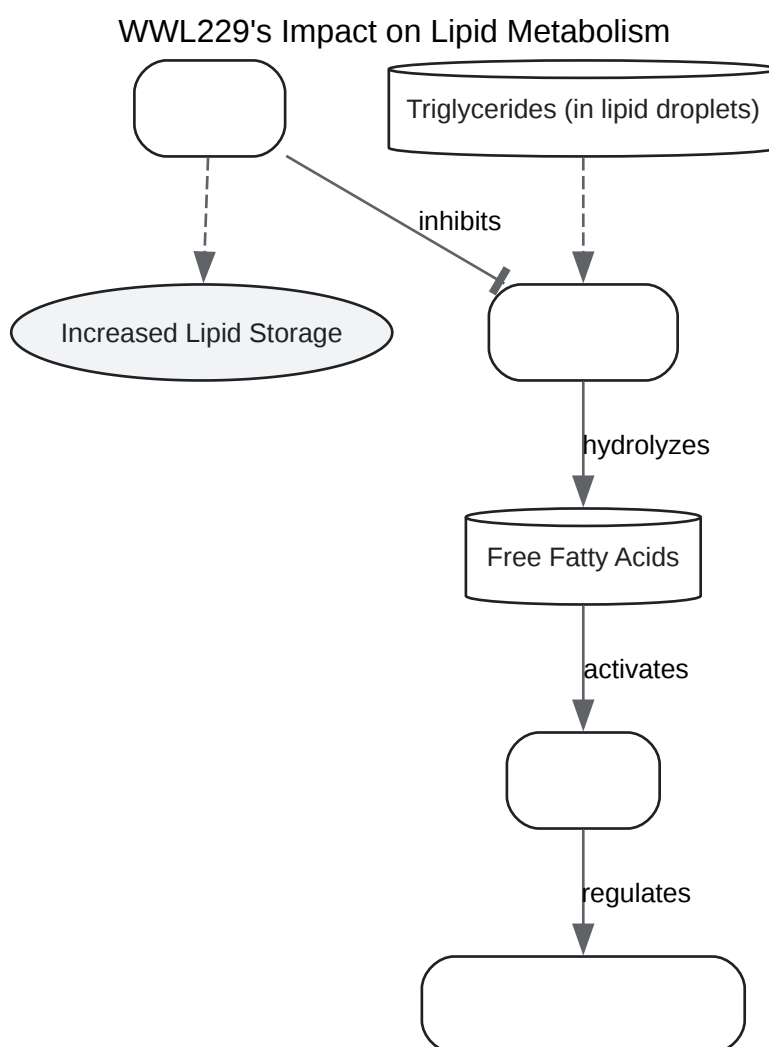 WWL229's Impact on Lipid Metabolism
Triglycerides (in lipid droplets)
inhibits
Increased Lipid Storage
hydrolyzes
Free Fatty Acids
activates
regulates